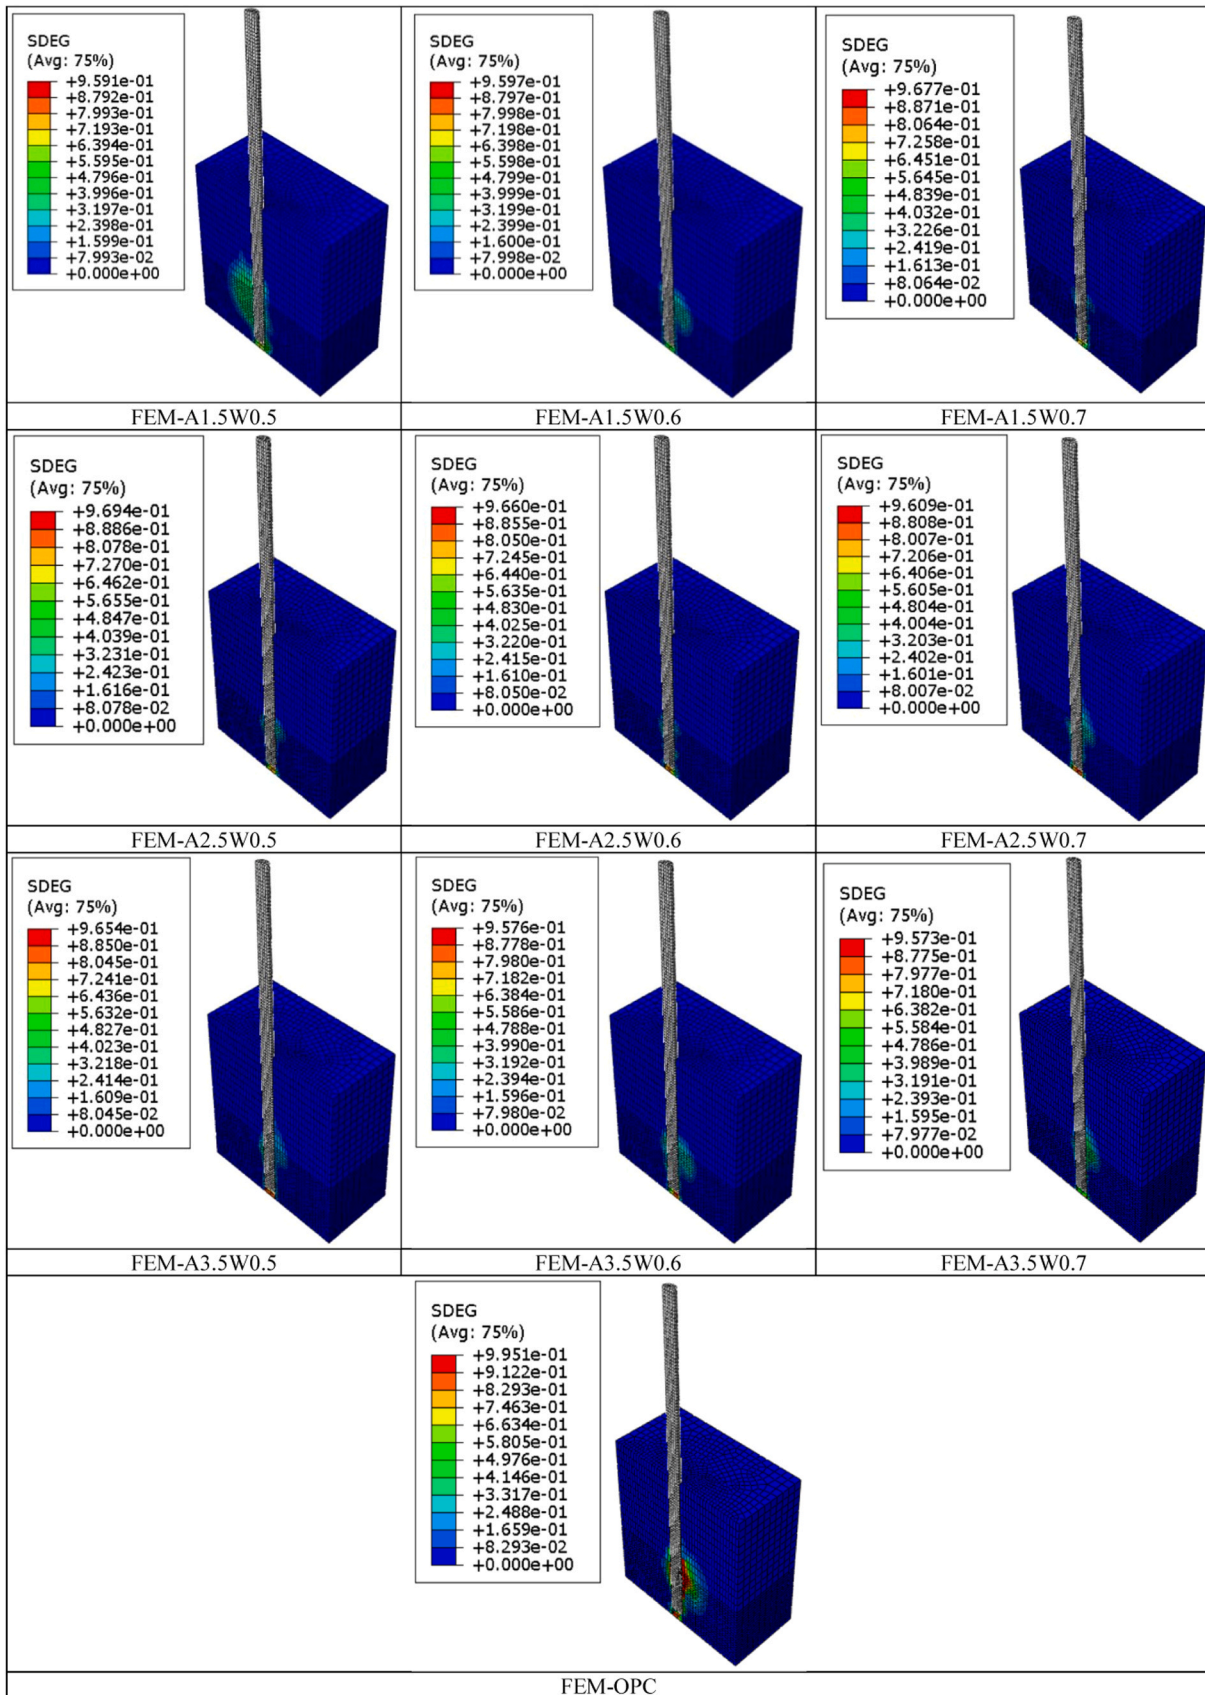 SDEG
(Avg: 75%)
+9.591e-01
+8.792e-01
+7.993e-01
+7.193e-01
+6.394e-01
+5.595e-01
+4.796e-01
+3.996e-01
+3.197e-01
+2.398e-01
+1.599e-01
+7.993e-02
+0.000e+00
FEM-A1.5W0.5
SDEG
(Avg: 75%)
+9.597e-01
+8.797e-01
+7.998e-01
+7.198e-01
+6.398e-01
+5.598e-01
+4.799e-01
+3.999e-01
+3.199e-01
+2.399e-01
+1.600e-01
+7.998e-02
+0.000e+00
FEM-A1.5W0.6
SDEG
(Avg: 75%)
+9.677e-01
+8.871e-01
+8.064e-01
+7.258e-01
+6.451e-01
+5.645e-01
+4.839e-01
+4.032e-01
+3.226e-01
+2.419e-01
+1.613e-01
+8.064e-02
+0.000e+00
FEM-A1.5W0.7
SDEG
(Avg: 75%)
+9.694e-01
+8.886e-01
+8.078e-01
+7.270e-01
+6.462e-01
+5.655e-01
+4.847e-01
+4.039e-01
+3.231e-01
+2.423e-01
+1.616e-01
+8.078e-02
+0.000e+00
FEM-A2.5W0.5
SDEG
(Avg: 75%)
+9.660e-01
+8.855e-01
+8.050e-01
+7.245e-01
+6.440e-01
+5.635e-01
+4.830e-01
+4.025e-01
+3.220e-01
+2.415e-01
+1.610e-01
+8.050e-02
+0.000e+00
FEM-A2.5W0.6
SDEG
(Avg: 75%)
+9.609e-01
+8.808e-01
+8.007e-01
+7.206e-01
+6.406e-01
+5.605e-01
+4.804e-01
+4.004e-01
+3.203e-01
+2.402e-01
+1.601e-01
+8.007e-02
+0.000e+00
FEM-A2.5W0.7
SDEG
(Avg: 75%)
+9.654e-01
+8.850e-01
+8.045e-01
+7.241e-01
+6.436e-01
+5.632e-01
+4.827e-01
+4.023e-01
+3.218e-01
+2.414e-01
+1.609e-01
+8.045e-02
+0.000e+00
FEM-A3.5W0.5
SDEG
(Avg: 75%)
+9.576e-01
+8.778e-01
+7.980e-01
+7.182e-01
+6.384e-01
+5.586e-01
+4.788e-01
+3.990e-01
+3.192e-01
+2.394e-01
+1.596e-01
+7.980e-02
+0.000e+00
FEM-A3.5W0.6
SDEG
(Avg: 75%)
+9.573e-01
+8.775e-01
+7.977e-01
+7.180e-01
+6.382e-01
+5.584e-01
+4.786e-01
+3.989e-01
+3.191e-01
+2.393e-01
+1.595e-01
+7.977e-02
+0.000e+00
FEM-A3.5W0.7
SDEG
(Avg: 75%)
+9.951e-01
+9.122e-01
+8.293e-01
+7.463e-01
+6.634e-01
+5.805e-01
+4.976e-01
+4.146e-01
+3.317e-01
+2.488e-01
+1.659e-01
+8.293e-02
+0.000e+00
FEM-OPC